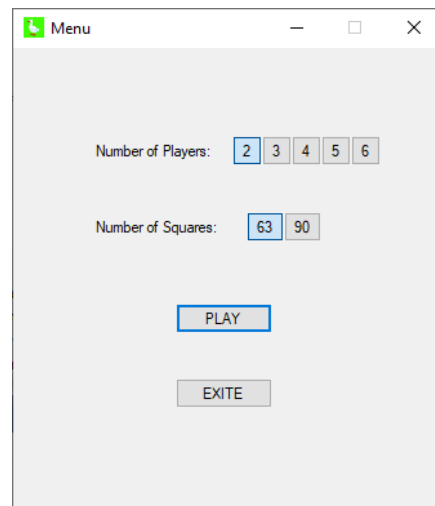 Menu
Number of Players: 2 3 4 5 6
Number of Squares: 63 90
PLAY
EXITE